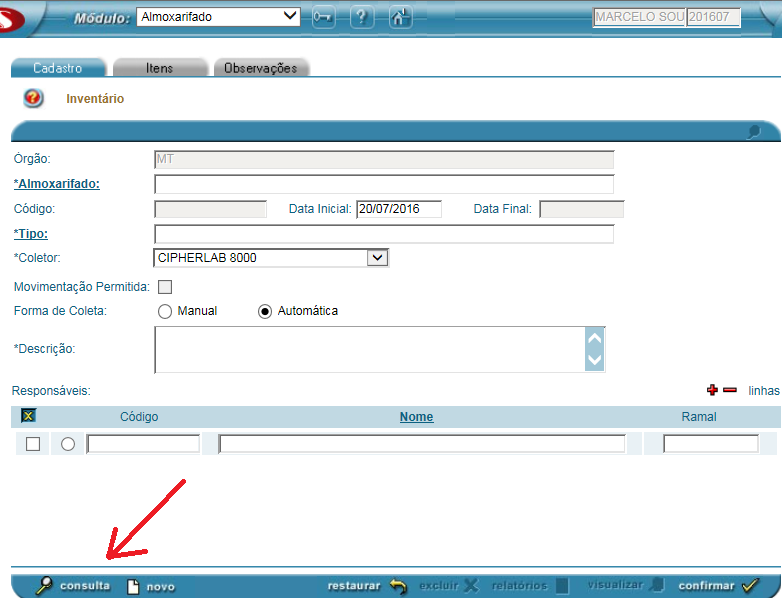 S Módulo: Almoxarifado ? MARCELO SOU 201607
Cadastro Itens Observações
? Inventário
Órgão: MT
*Almoxarifado:
Código: Data Inicial: 20/07/2016 Data Final:
*Tipo:
*Coletor: CIPHERLAB 8000
Movimentação Permitida:
Forma de Coleta: Manual Automática
*Descrição:
Responsáveis: linhas
Código Nome Ramal
consulta novo restaurar excluir relatórios visualizar confirmar